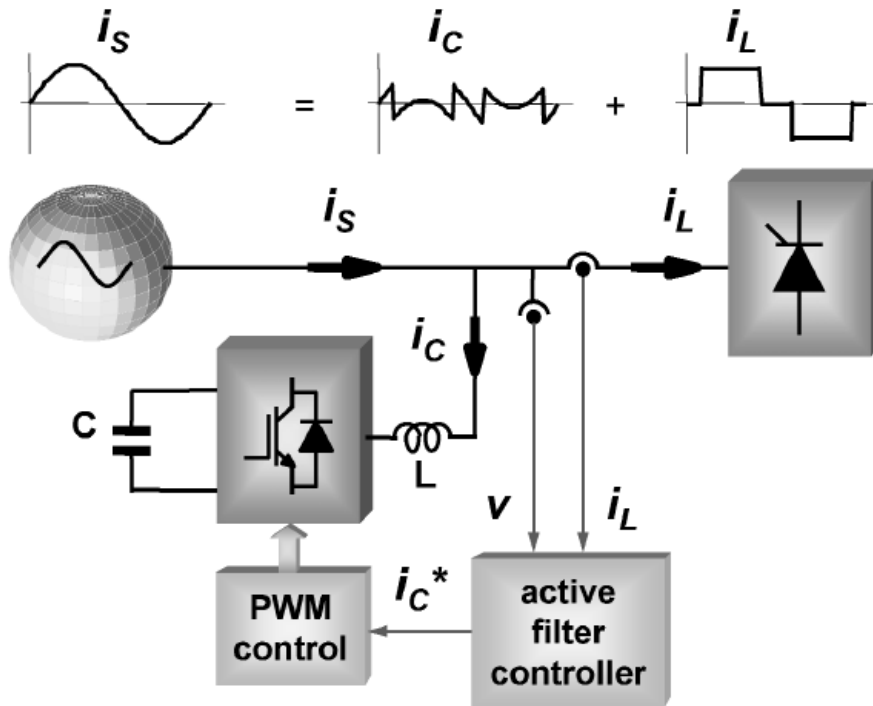 iS iC iL
= +
iS iL
iC
C
L
v iL
PWM
control
iC*
active
filter
controller